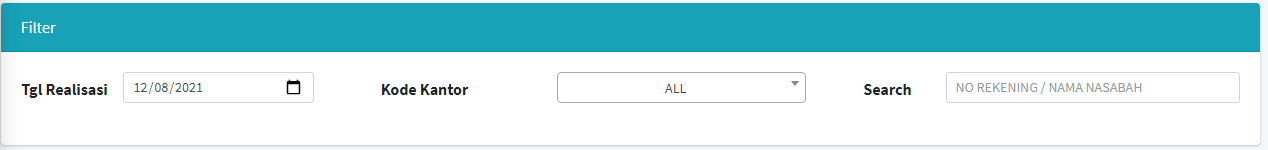 Filter
Tgl Realisasi 12/08/2021 Kode Kantor ALL Search NO REKENING / NAMA NASABAH